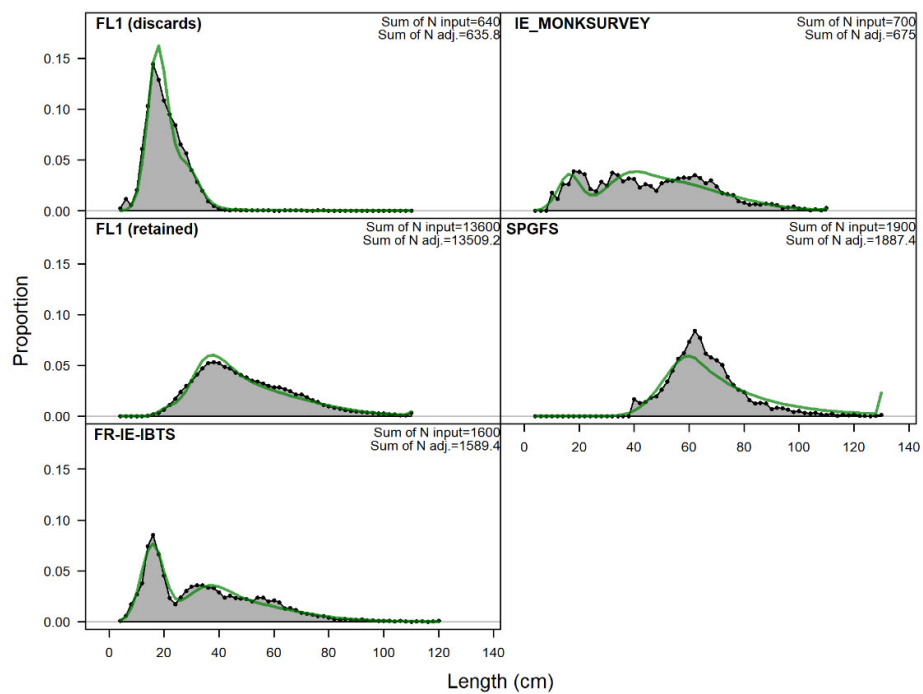 FL1 (discards)
Sum of N input=640
Sum of N adj.=635.8
0.15
0.10
0.05
0.00
IE_MONKSURVEY
Sum of N input=700
Sum of N adj.=675
FL1 (retained)
Sum of N input=13600
Sum of N adj.=13509.2
0.15
0.10
0.05
0.00
SPGFS
Sum of N input=1900
Sum of N adj.=1887.4
0 20 40 60 80 100 120 140
FR-IE-IBTS
Sum of N input=1600
Sum of N adj.=1589.4
0.15
0.10
0.05
0.00
0 20 40 60 80 100 120 140
Proportion
Length (cm)